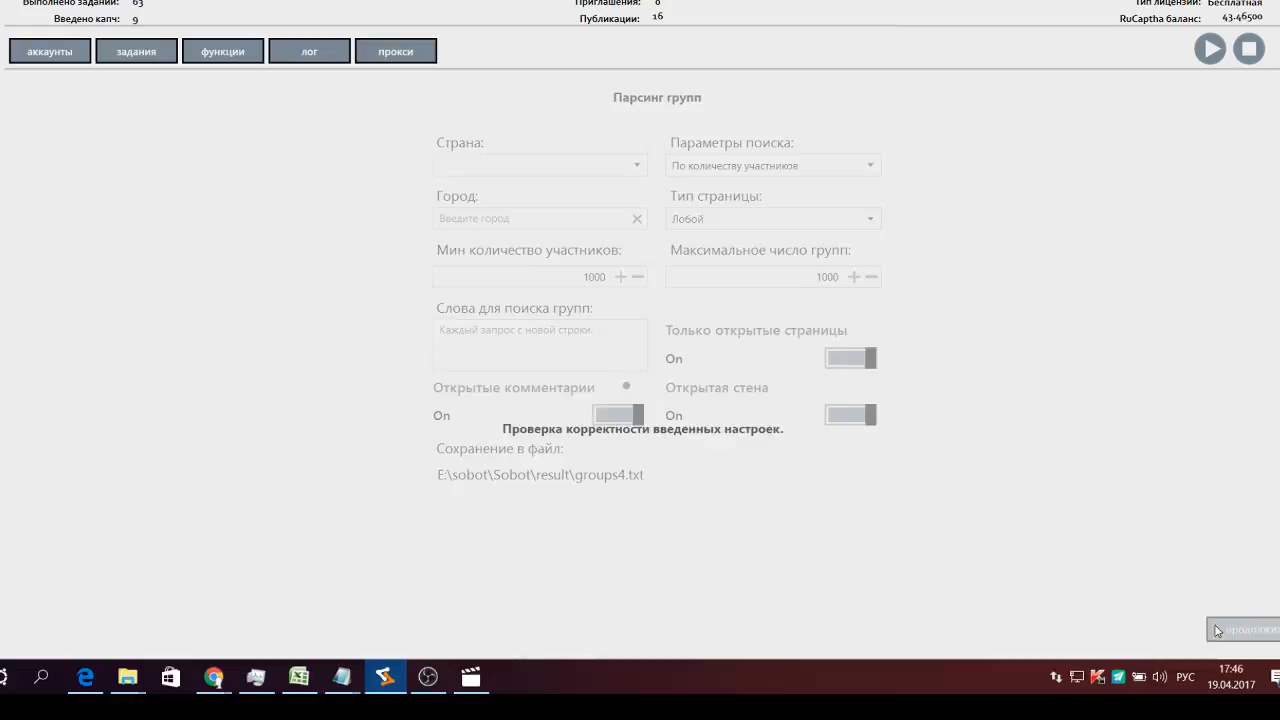 Выполнено заданий: 63
Приглашения: 0
Тип лицензии: Бесплатная
Введено капч: 9
Публикации: 16
RuCaptha баланс: 43.46500
аккаунты
задания
функции
лог
прокси
Парсинг групп
Страна:
Параметры поиска:
По количеству участников
Город:
Тип страницы:
Введите город
Лобой
Мин количество участников:
Максимальное число групп:
1000
1000
Слова для поиска групп:
Каждый запрос с новой строки.
Только открытые страницы
On
Открытые комментарии
Открытая стена
On
On
Проверка корректности введенных настроек.
Сохранение в файл:
E:\sobot\Sobot\result\groups4.txt
17:46
РУС
19.04.2017